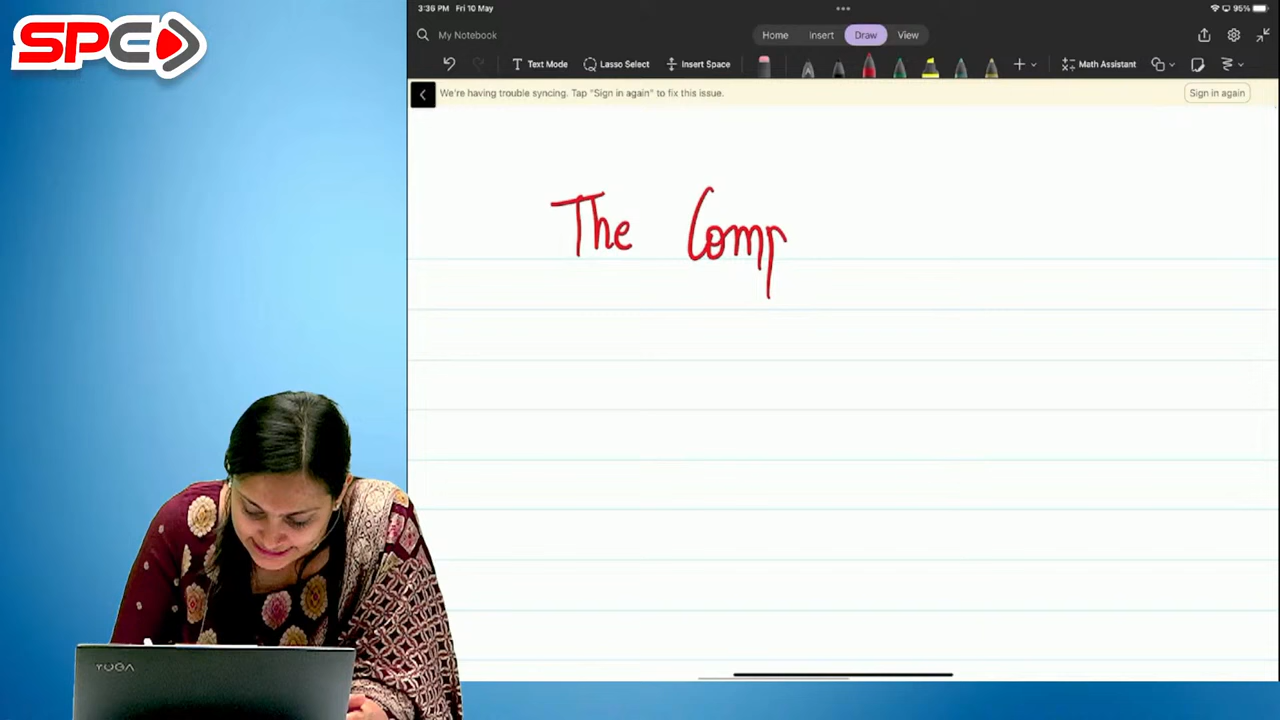 SPE
3:36 PM Fri 10 May
95%
My Notebook
Home Insert Draw View
Text Mode Lasso Select Insert Space Math Assistant
We're having trouble syncing. Tap "Sign in again" to fix this issue. Sign in again
The Comp
YOGA